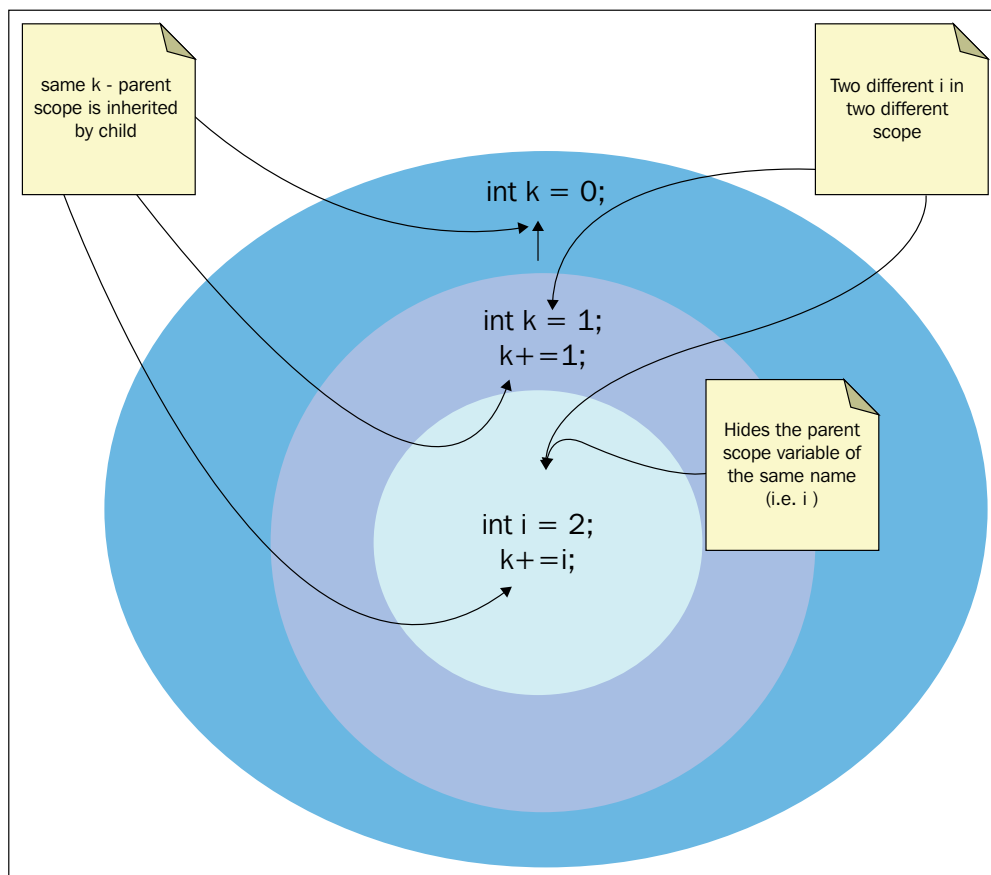 same k - parent
scope is inherited
by child
Two different i in
two different
scope
int k = 0;
int k = 1;
k+=1;
Hides the parent
scope variable of
the same name
(i.e. i )
int i = 2;
k+=i;